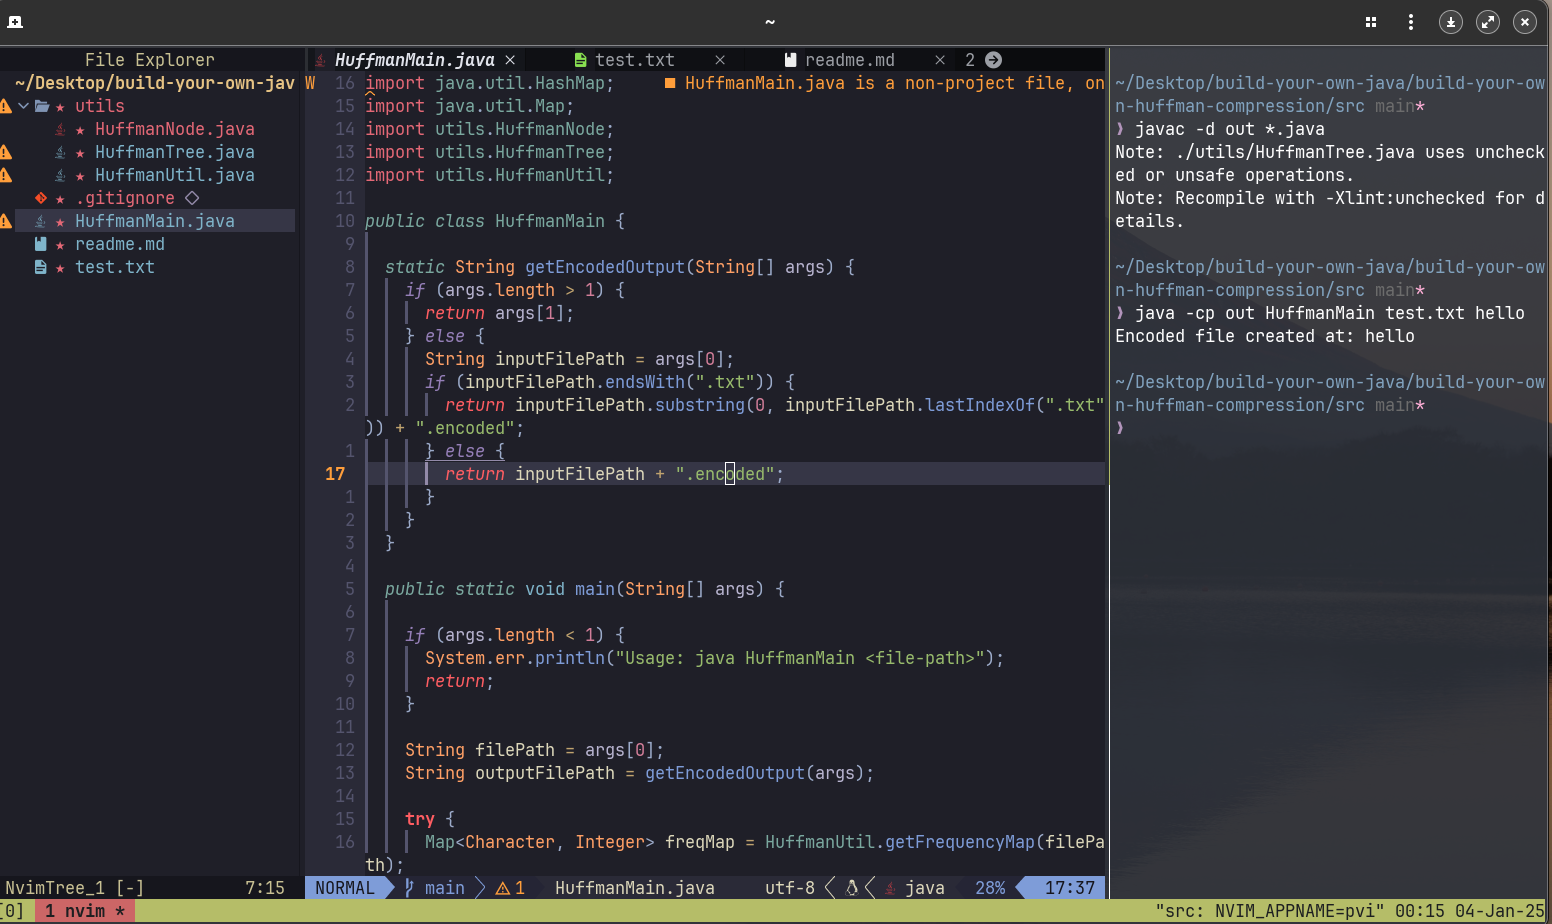 ~
File Explorer
~/Desktop/build-your-own-jav
utils
HuffmanNode.java
HuffmanTree.java
HuffmanUtil.java
.gitignore
HuffmanMain.java
readme.md
test.txt
NvimTree_1 [-] 7:15
HuffmanMain.java × test.txt × readme.md × 2
W 16 import java.util.HashMap; ■ HuffmanMain.java is a non-project file, on
15 import java.util.Map;
14 import utils.HuffmanNode;
13 import utils.HuffmanTree;
12 import utils.HuffmanUtil;
11
10 public class HuffmanMain {
9
8 static String getEncodedOutput(String[] args) {
7 if (args.length > 1) {
6 return args[1];
5 } else {
4 String inputFilePath = args[0];
3 if (inputFilePath.endsWith(".txt")) {
2 return inputFilePath.substring(0, inputFilePath.lastIndexOf(".txt"
)) + ".encoded";
1 } else {
17 return inputFilePath + ".encoded";
1 }
2 }
3 }
4
5 public static void main(String[] args) {
6
7 if (args.length < 1) {
8 System.err.println("Usage: java HuffmanMain <file-path>");
9 return;
10 }
11
12 String filePath = args[0];
13 String outputFilePath = getEncodedOutput(args);
14
15 try {
16 Map<Character, Integer> freqMap = HuffmanUtil.getFrequencyMap(filePa
th);
NORMAL main 1 HuffmanMain.java utf-8 java 28% 17:37
~/Desktop/build-your-own-java/build-your-ow
n-huffman-compression/src main*
❯ javac -d out *.java
Note: ./utils/HuffmanTree.java uses uncheck
ed or unsafe operations.
Note: Recompile with -Xlint:unchecked for d
etails.
~/Desktop/build-your-own-java/build-your-ow
n-huffman-compression/src main*
❯ java -cp out HuffmanMain test.txt hello
Encoded file created at: hello
~/Desktop/build-your-own-java/build-your-ow
n-huffman-compression/src main*
❯
[0] 1 nvim * "src: NVIM_APPNAME=pvi" 00:15 04-Jan-25